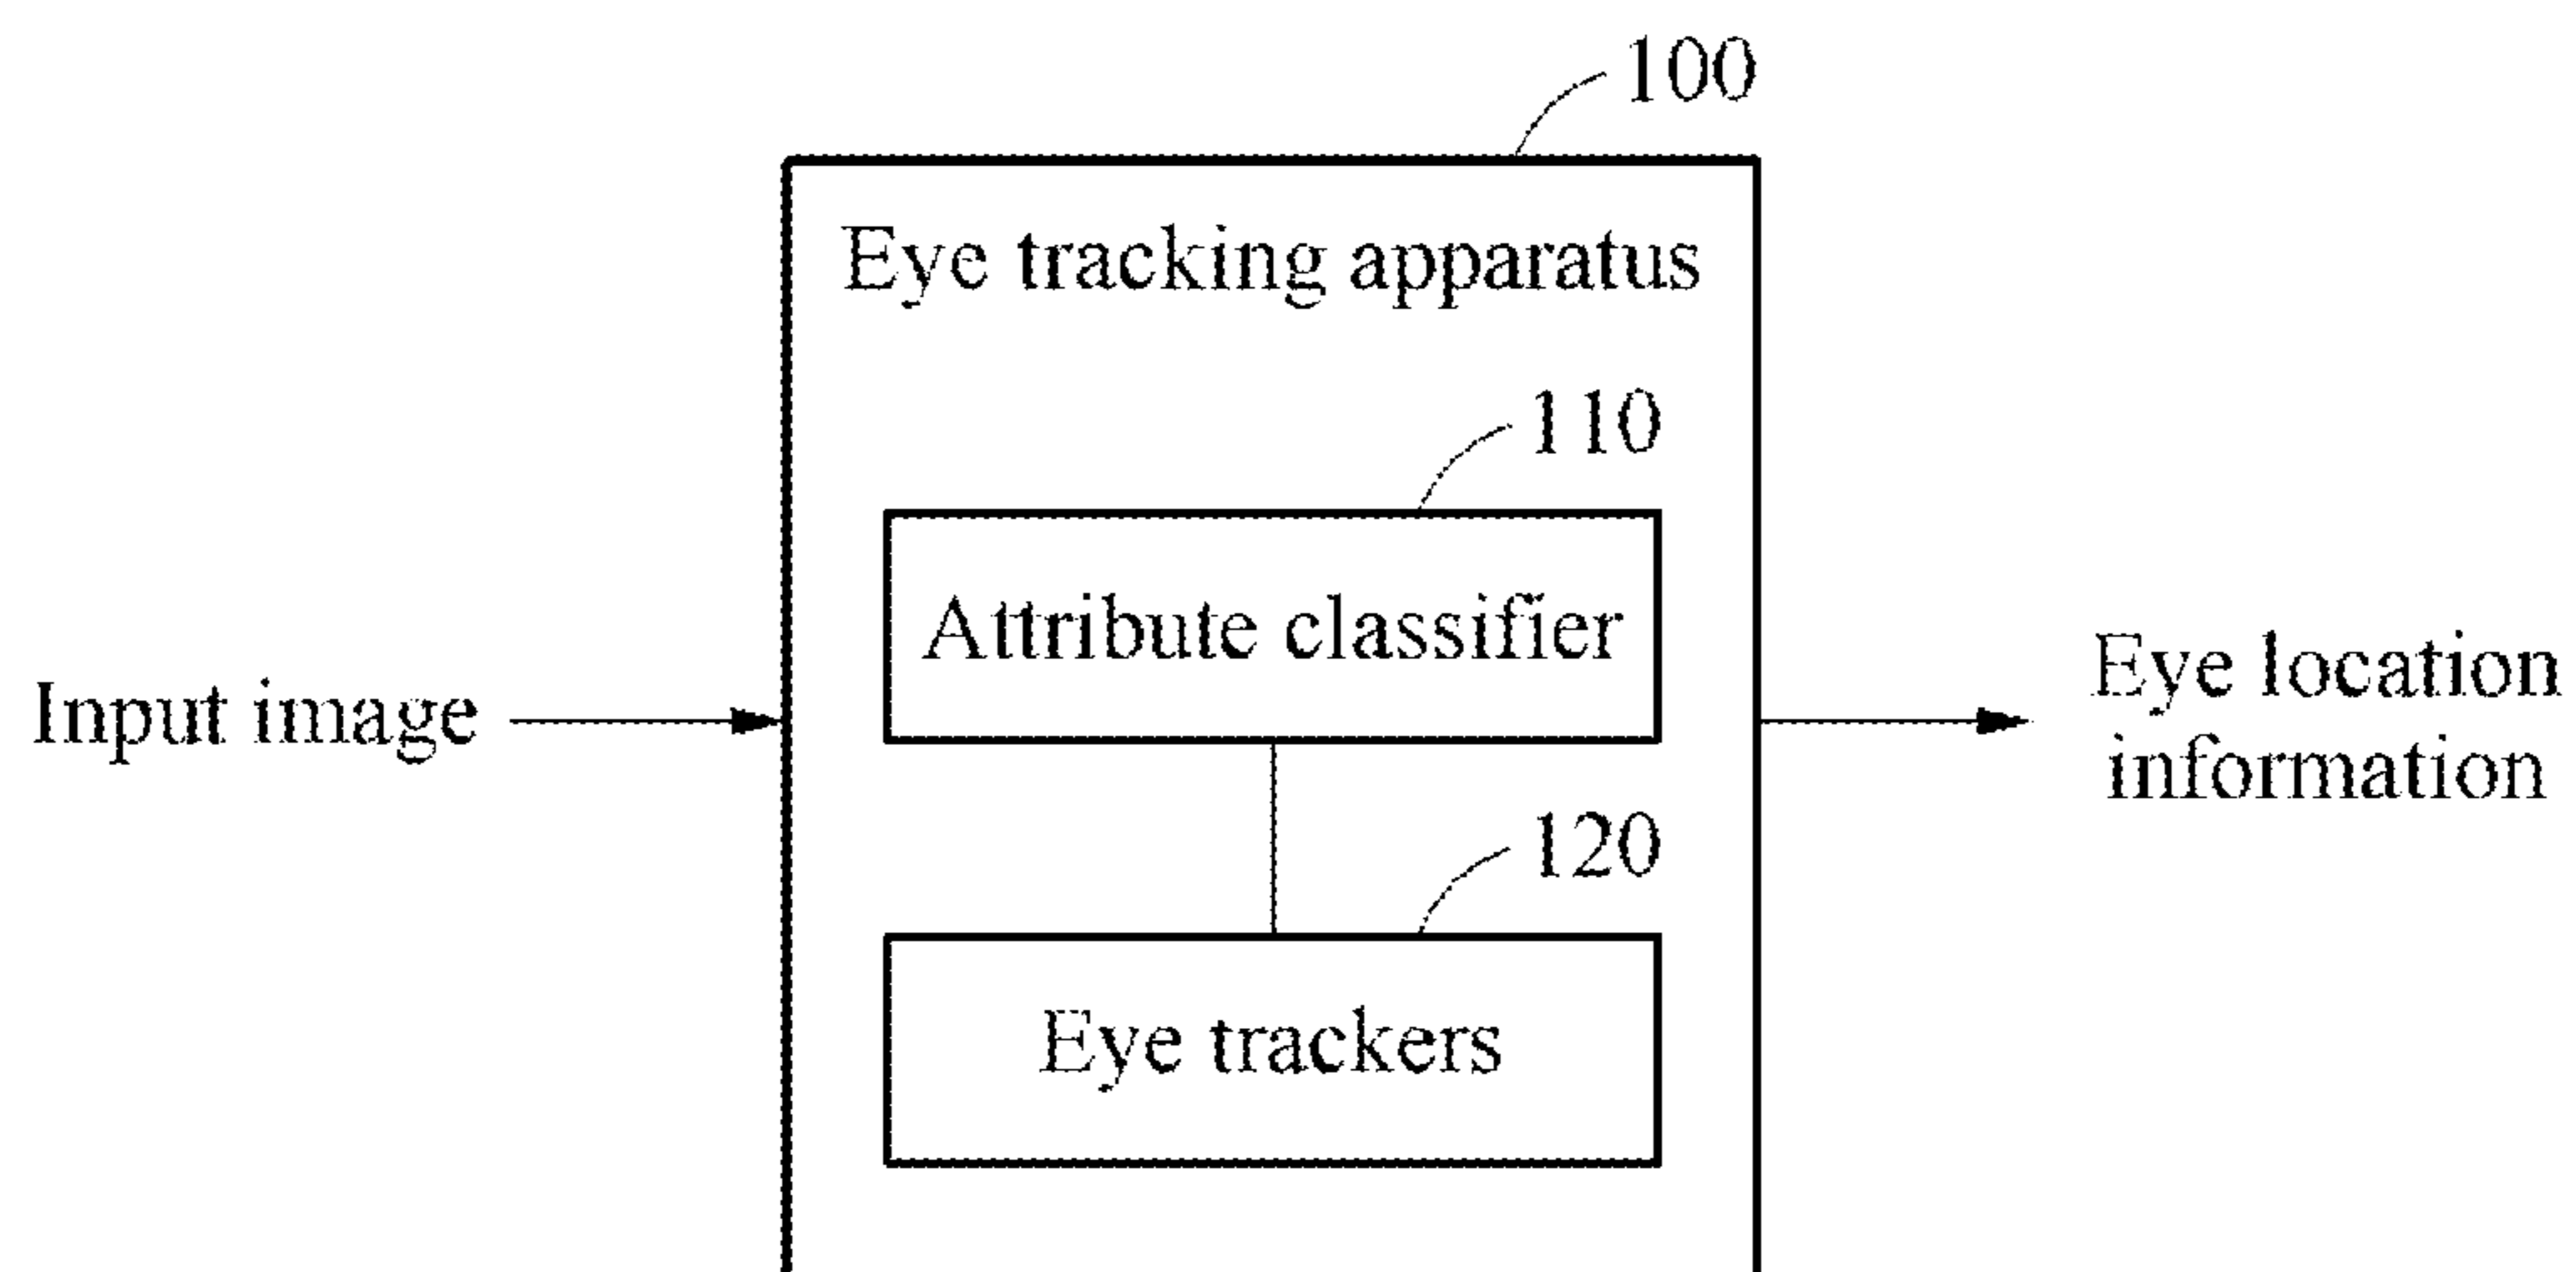 100
Eye tracking apparatus
110
Attribute classifier
Input image
Eye location
information
120
Eye trackers